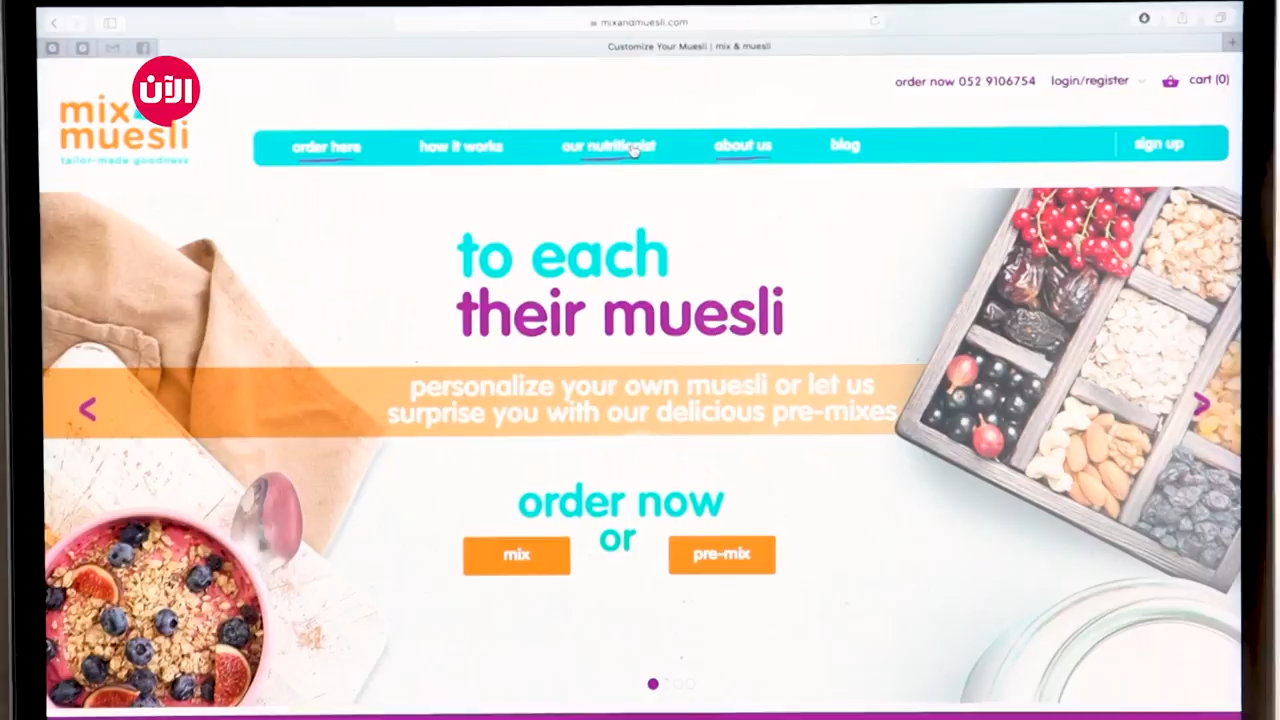 mixandmuesli.com
Customize Your Muesli | mix & muesli
الآن
order now 052 9106754 login/register cart (0)
mix
muesli
tailor-made goodness
order here how it works our nutritionist about us blog sign up
to each
their muesli
personalize your own muesli or let us
surprise you with our delicious pre-mixes
order now
or
mix pre-mix